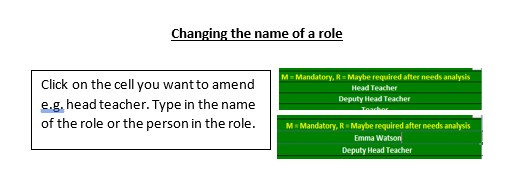 Changing the name of a role
Click on the cell you want to amend
e.g. head teacher. Type in the name
of the role or the person in the role.
M = Mandatory, R = Maybe required after needs analysis
Head Teacher
Deputy Head Teacher
Teacher
M = Mandatory, R = Maybe required after needs analysis
Emma Watson
Deputy Head Teacher